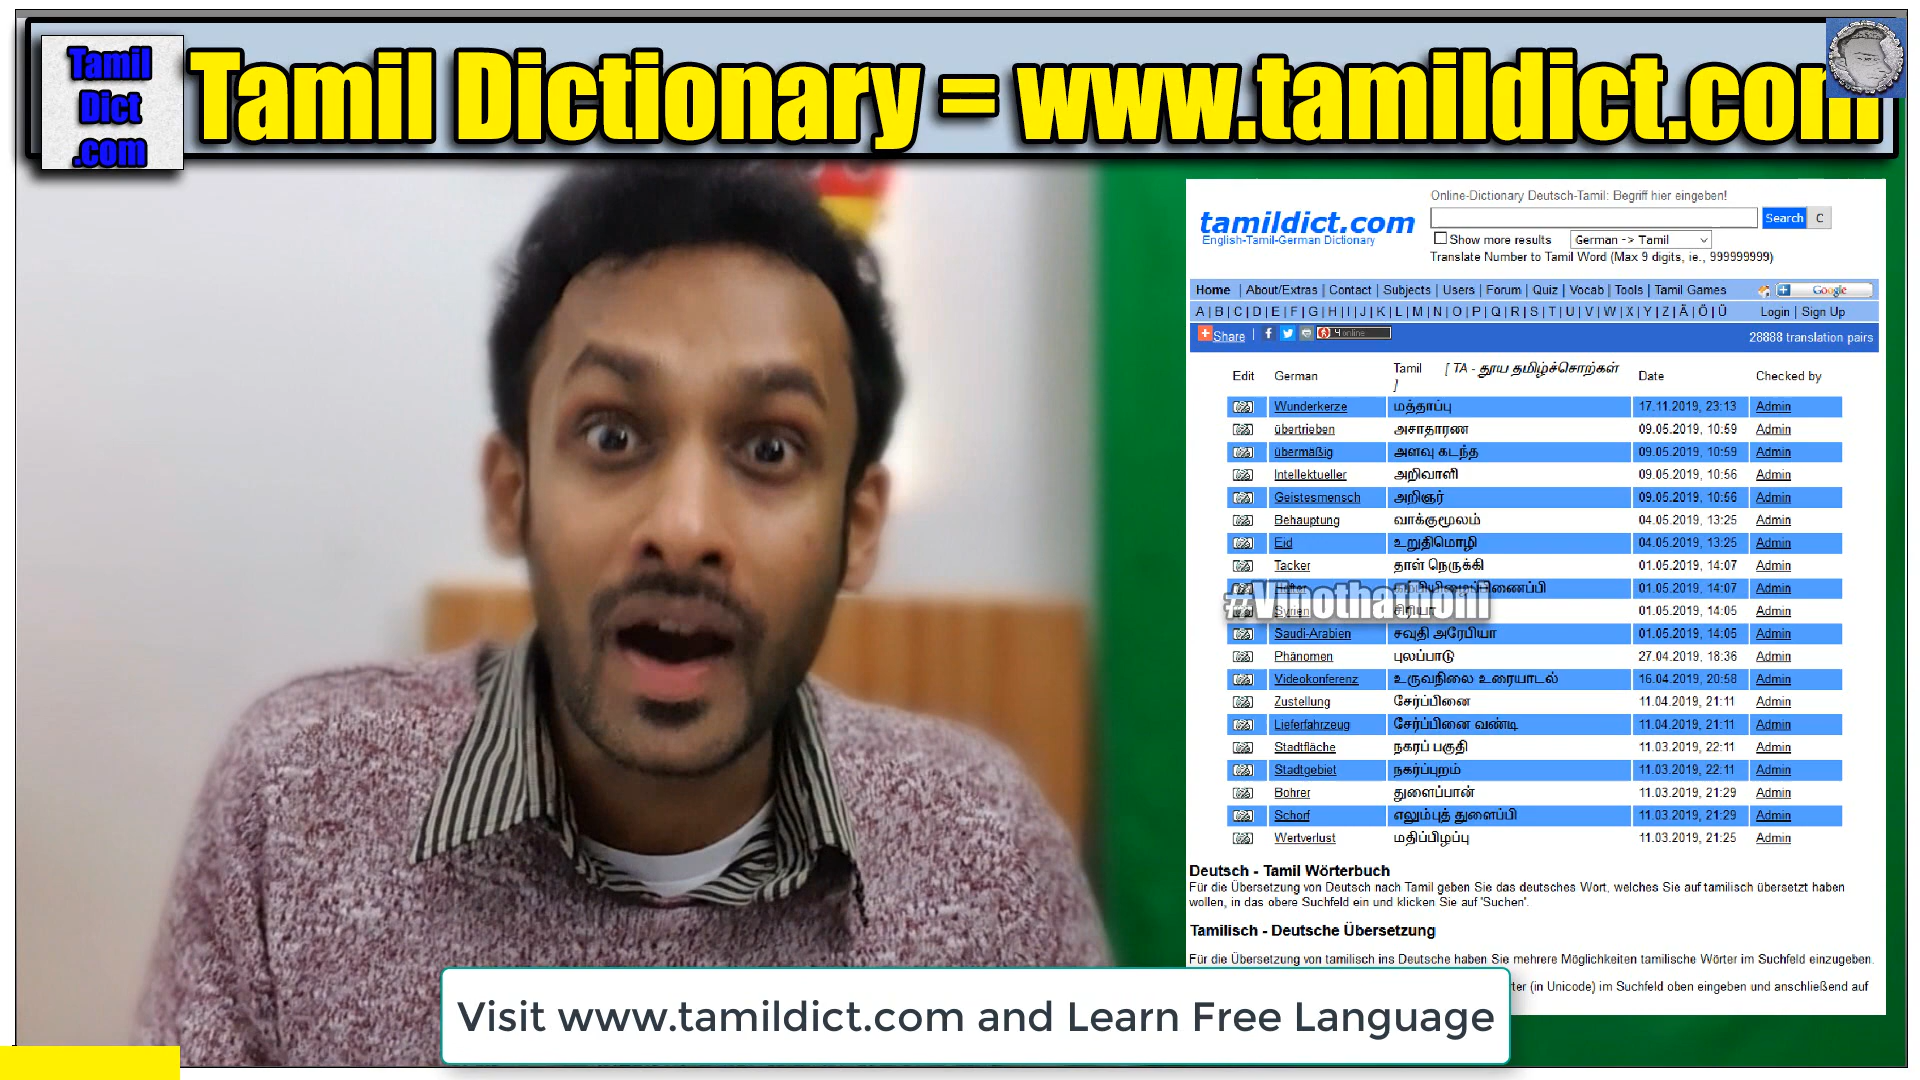 Tamil
Dict
.com
Tamil Dictionary = www.tamildict.com
Online-Dictionary Deutsch-Tamil: Begriff hier eingeben!
tamildict.com
English-Tamil-German Dictionary
Search C
Show more results German -> Tamil
Translate Number to Tamil Word (Max 9 digits, ie., 999999999)
Home | About/Extras | Contact | Subjects | Users | Forum | Quiz | Vocab | Tools | Tamil Games Google
A | B | C | D | E | F | G | H | I | J | K | L | M | N | O | P | Q | R | S | T | U | V | W | X | Y | Z | Ä | Ö | Ü Login | Sign Up
Share | 4 online 28888 translation pairs
Edit German Tamil [ TA - தூய தமிழ்ச்சொற்கள் ] Date Checked by
Wunderkerze மத்தாப்பு 17.11.2019, 23:13 Admin
übertrieben அசாதாரண 09.05.2019, 10:59 Admin
übermäßig அளவு கடந்த 09.05.2019, 10:59 Admin
Intellektueller அறிவாளி 09.05.2019, 10:56 Admin
Geistesmensch அறிஞர் 09.05.2019, 10:56 Admin
Behauptung வாக்குமூலம் 04.05.2019, 13:25 Admin
Eid உறுதிமொழி 04.05.2019, 13:25 Admin
Tacker தாள் நெருக்கி 01.05.2019, 14:07 Admin
01.05.2019, 14:07 Admin
Syrien சிரியா 01.05.2019, 14:05 Admin
Saudi-Arabien சவுதி அரேபியா 01.05.2019, 14:05 Admin
Phänomen புலப்பாடு 27.04.2019, 18:36 Admin
Videokonferenz உருவநிலை உரையாடல் 16.04.2019, 20:58 Admin
Zustellung சேர்ப்பினை 11.04.2019, 21:11 Admin
Lieferfahrzeug சேர்ப்பினை வண்டி 11.04.2019, 21:11 Admin
Stadtfläche நகரப் பகுதி 11.03.2019, 22:11 Admin
Stadtgebiet நகர்ப்புறம் 11.03.2019, 22:11 Admin
Bohrer துளைப்பான் 11.03.2019, 21:29 Admin
Schorf எலும்புத் துளைப்பி 11.03.2019, 21:29 Admin
Wertverlust மதிப்பிழப்பு 11.03.2019, 21:25 Admin
Deutsch - Tamil Wörterbuch
Für die Übersetzung von Deutsch nach Tamil geben Sie das deutsches Wort, welches Sie auf tamilisch übersetzt haben
wollen, in das obere Suchfeld ein und klicken Sie auf 'Suchen'.
Tamilisch - Deutsche Übersetzung
Für die Übersetzung von tamilisch ins Deutsche haben Sie mehrere Möglichkeiten tamilische Wörter im Suchfeld einzugeben.
(in Unicode) im Suchfeld oben eingeben und anschließend auf
Visit www.tamildict.com and Learn Free Language